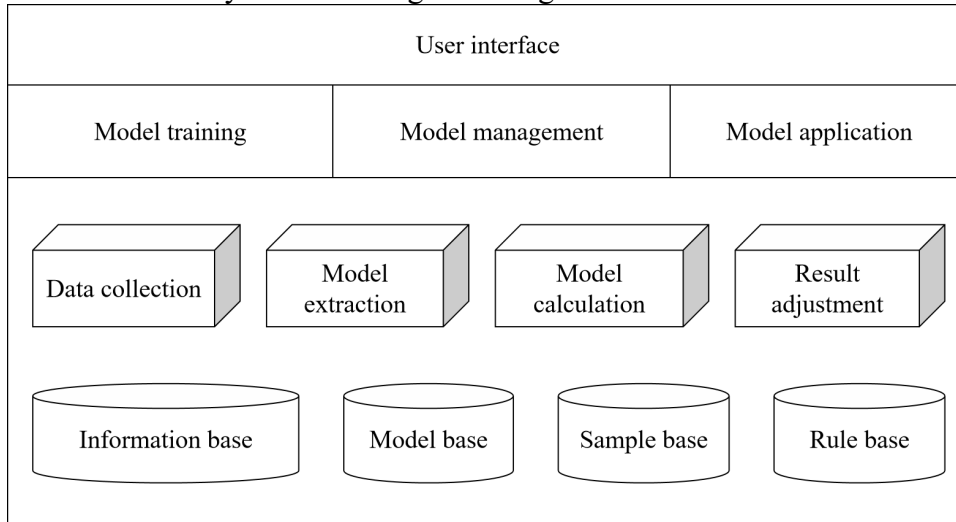 User interface
Model training
Model management
Model application
Data collection
Model
extraction
Model
calculation
Result
adjustment
Information base
Model base
Sample base
Rule base